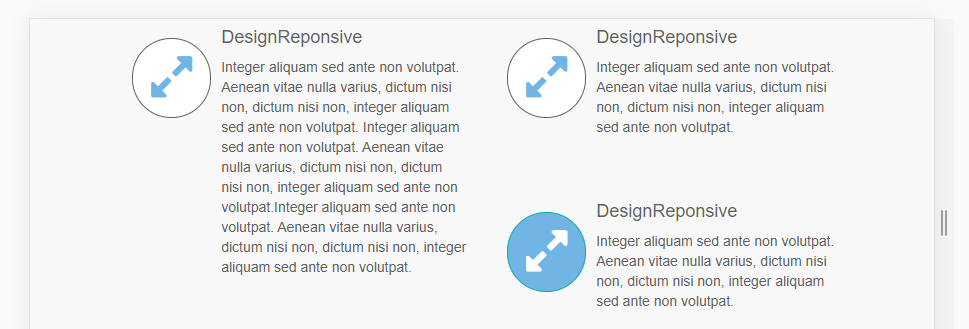 DesignReponsive
Integer aliquam sed ante non volutpat.
Aenean vitae nulla varius, dictum nisi
non, dictum nisi non, integer aliquam
sed ante non volutpat. Integer aliquam
sed ante non volutpat. Aenean vitae
nulla varius, dictum nisi non, dictum
nisi non, integer aliquam sed ante non
volutpat.Integer aliquam sed ante non
volutpat. Aenean vitae nulla varius,
dictum nisi non, dictum nisi non, integer
aliquam sed ante non volutpat.
DesignReponsive
Integer aliquam sed ante non volutpat.
Aenean vitae nulla varius, dictum nisi
non, dictum nisi non, integer aliquam
sed ante non volutpat.
DesignReponsive
Integer aliquam sed ante non volutpat.
Aenean vitae nulla varius, dictum nisi
non, dictum nisi non, integer aliquam
sed ante non volutpat.